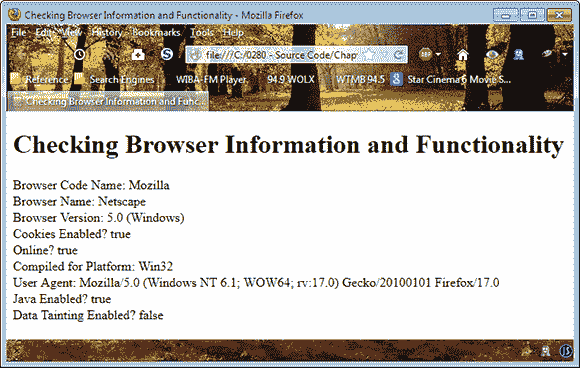 Checking Browser Information and Functionality - Mozilla Firefox
File Edit View History Bookmarks Tools Help
file:///C:/0280 - Source Code/Chap
ABP
Reference Search Engines WIBA-FM Player 94.9 WOLX WTMB 94.5 Star Cinema 6 Movie S...
Checking Browser Information and Func...
Checking Browser Information and Functionality
Browser Code Name: Mozilla
Browser Name: Netscape
Browser Version: 5.0 (Windows)
Cookies Enabled? true
Online? true
Compiled for Platform: Win32
User Agent: Mozilla/5.0 (Windows NT 6.1; WOW64; rv:17.0) Gecko/20100101 Firefox/17.0
Java Enabled? true
Data Tainting Enabled? false